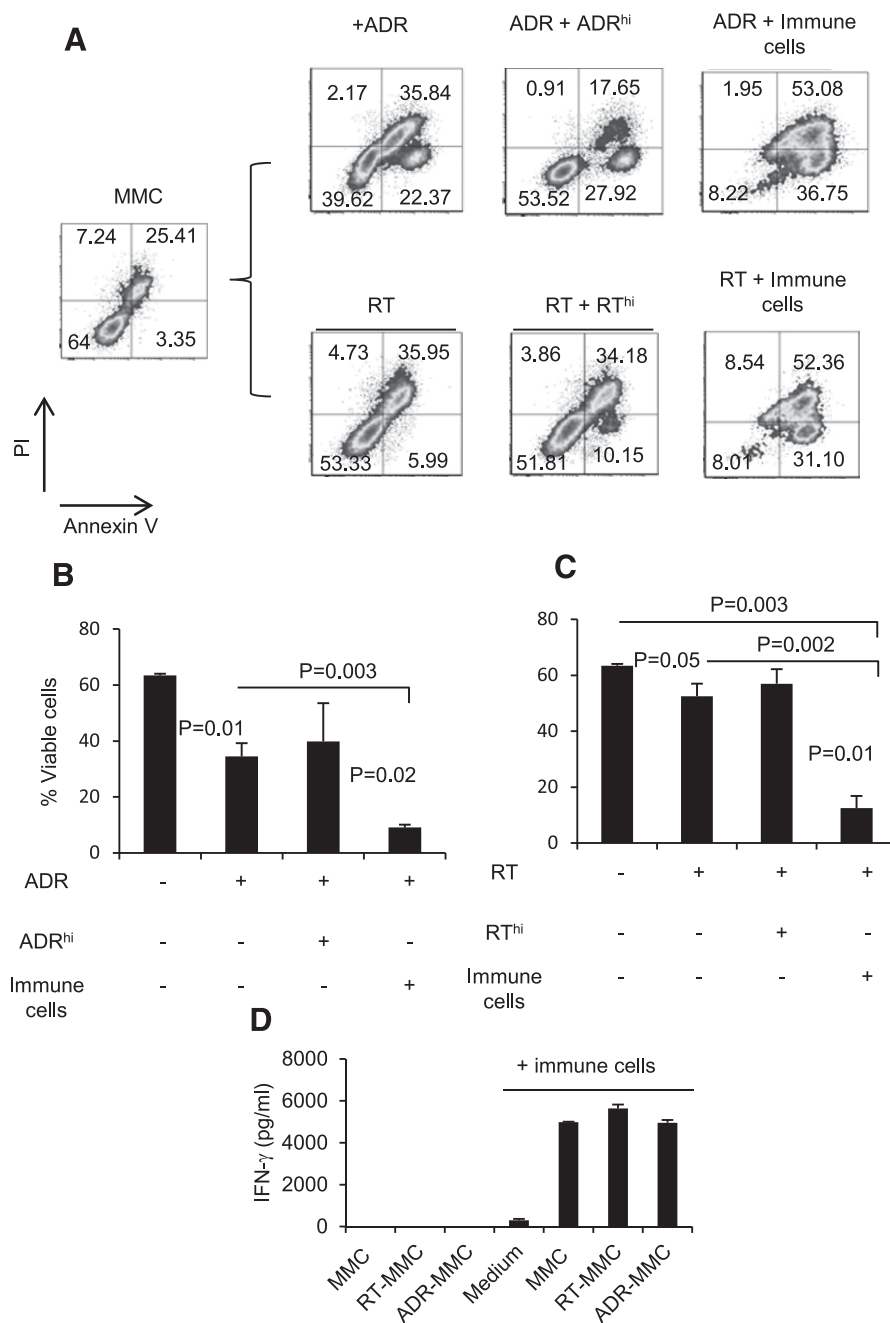 A
+ADR
ADR + ADRhi
ADR + Immune
cells
2.17 35.84
39.62 22.37
0.91 17.65
53.52 27.92
1.95 53.08
8.22 36.75
MMC
7.24 25.41
64 3.35
RT
RT + RThi
RT + Immune
cells
4.73 35.95
53.33 5.99
3.86 34.18
51.81 10.15
8.54 52.36
8.01 31.10
PI
Annexin V
B
% Viable cells
80
60
40
20
0
P=0.003
P=0.01
P=0.02
ADR - + + +
ADRhi - - + -
Immune
cells - - - +
C
80
60
40
20
0
P=0.003
P=0.05 P=0.002
P=0.01
RT - + + +
RThi - - + -
Immune
cells - - - +
D
IFN-γ (pg/ml)
8000
6000
4000
2000
0
+ immune cells
MMC
RT-MMC
ADR-MMC
Medium
MMC
RT-MMC
ADR-MMC